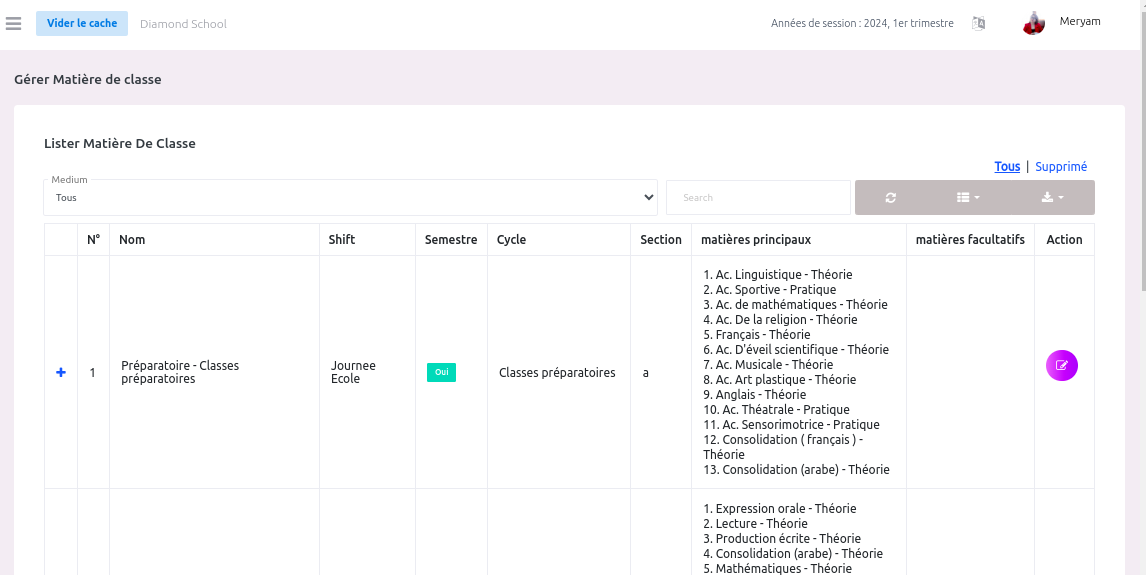 Vider le cache
Diamond School
Années de session : 2024, 1er trimestre
Meryam
Gérer Matière de classe
Lister Matière De Classe
Tous | Supprimé
Medium
Tous
Search
N° Nom Shift Semestre Cycle Section matières principaux matières facultatifs Action
1
Préparatoire - Classes
préparatoires
Journee
Ecole
Oui
Classes préparatoires
a
1. Ac. Linguistique - Théorie
2. Ac. Sportive - Pratique
3. Ac. de mathématiques - Théorie
4. Ac. De la religion - Théorie
5. Français - Théorie
6. Ac. D'éveil scientifique - Théorie
7. Ac. Musicale - Théorie
8. Ac. Art plastique - Théorie
9. Anglais - Théorie
10. Ac. Théatrale - Pratique
11. Ac. Sensorimotrice - Pratique
12. Consolidation ( français ) -
Théorie
13. Consolidation (arabe) - Théorie
1. Expression orale - Théorie
2. Lecture - Théorie
3. Production écrite - Théorie
4. Consolidation (arabe) - Théorie
5. Mathématiques - Théorie